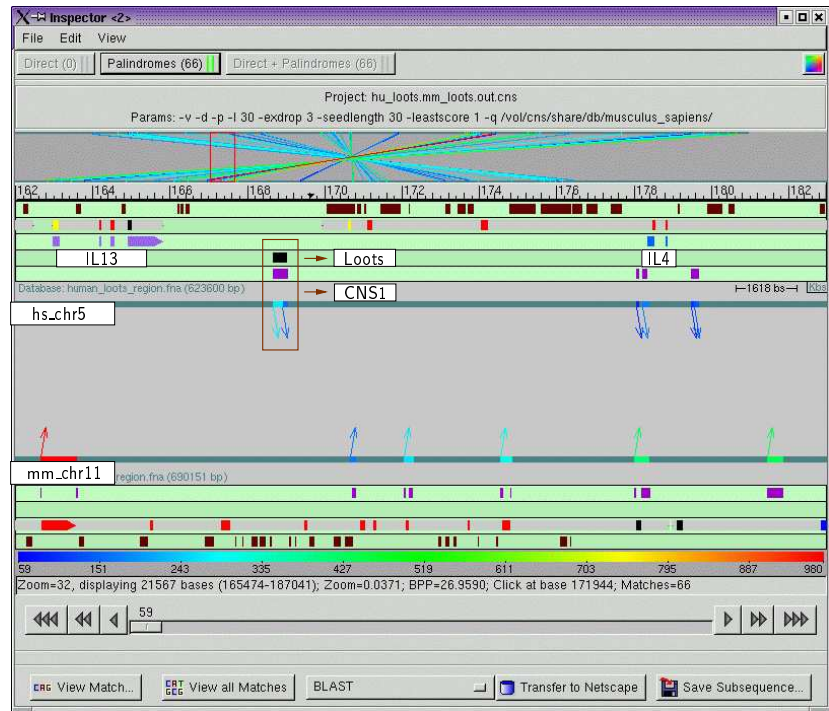 Inspector <2>
File Edit View
Direct (0) Palindromes (66) Direct + Palindromes (66)
Project: hu_loots.mm_loots.out.cns
Params: -v -d -p -l 30 -exdrop 3 -seedlength 30 -leastscore 1 -q /vol/cns/share/db/musculus_sapiens/
162 164 166 168 170 172 174 176 178 180 182
IL13 Loots IL4
CNS1
Database: human_loots_region.fna (623600 bp) 1618 bs Kbs
hs_chr5
mm_chr11 region.fna (690151 bp)
59 151 243 335 427 519 611 703 795 887 980
Zoom=32, displaying 21567 bases (165474-187041); Zoom=0.0371; BPP=26.9590; Click at base 171944; Matches=66
59
CAG View Match... CAT GCG View all Matches BLAST Transfer to Netscape Save Subsequence...